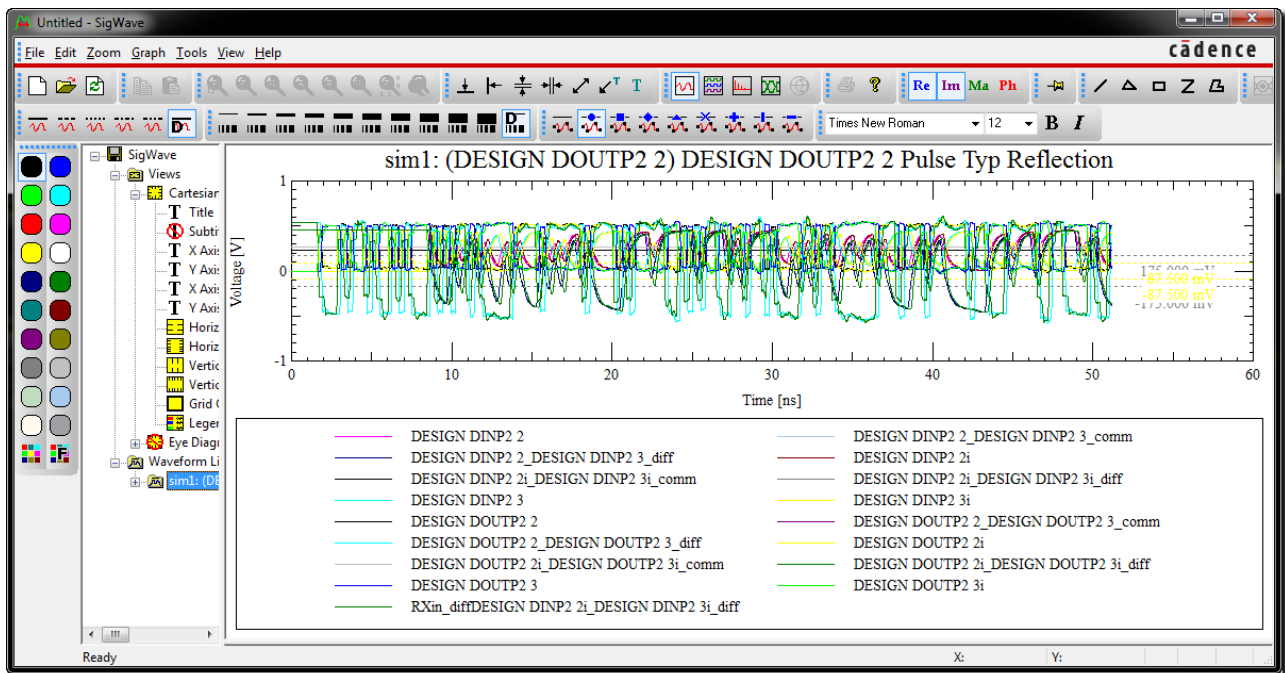 Untitled - SigWave
File Edit Zoom Graph Tools View Help
cādence
T T
Re Im Ma Ph
Times New Roman
12
B I
SigWave
Views
Cartesian
T Title
Subti
T X Axis
T Y Axis
T X Axis
T Y Axis
Horiz
Horiz
Vertic
Vertic
Grid
Leger
Eye Diagr
Waveform Li
sim1: (DE
sim1: (DESIGN DOUTP2 2) DESIGN DOUTP2 2 Pulse Typ Reflection
1
0
-1
Voltage [V]
175.000 mV
87.500 mV
-87.500 mV
-175.000 mV
0 10 20 30 40 50 60
Time [ns]
DESIGN DINP2 2
DESIGN DINP2 2_DESIGN DINP2 3_comm
DESIGN DINP2 2_DESIGN DINP2 3_diff
DESIGN DINP2 2i
DESIGN DINP2 2i_DESIGN DINP2 3i_comm
DESIGN DINP2 2i_DESIGN DINP2 3i_diff
DESIGN DINP2 3
DESIGN DINP2 3i
DESIGN DOUTP2 2
DESIGN DOUTP2 2_DESIGN DOUTP2 3_comm
DESIGN DOUTP2 2_DESIGN DOUTP2 3_diff
DESIGN DOUTP2 2i
DESIGN DOUTP2 2i_DESIGN DOUTP2 3i_comm
DESIGN DOUTP2 2i_DESIGN DOUTP2 3i_diff
DESIGN DOUTP2 3
DESIGN DOUTP2 3i
RXin_diffDESIGN DINP2 2i_DESIGN DINP2 3i_diff
Ready
X:
Y: